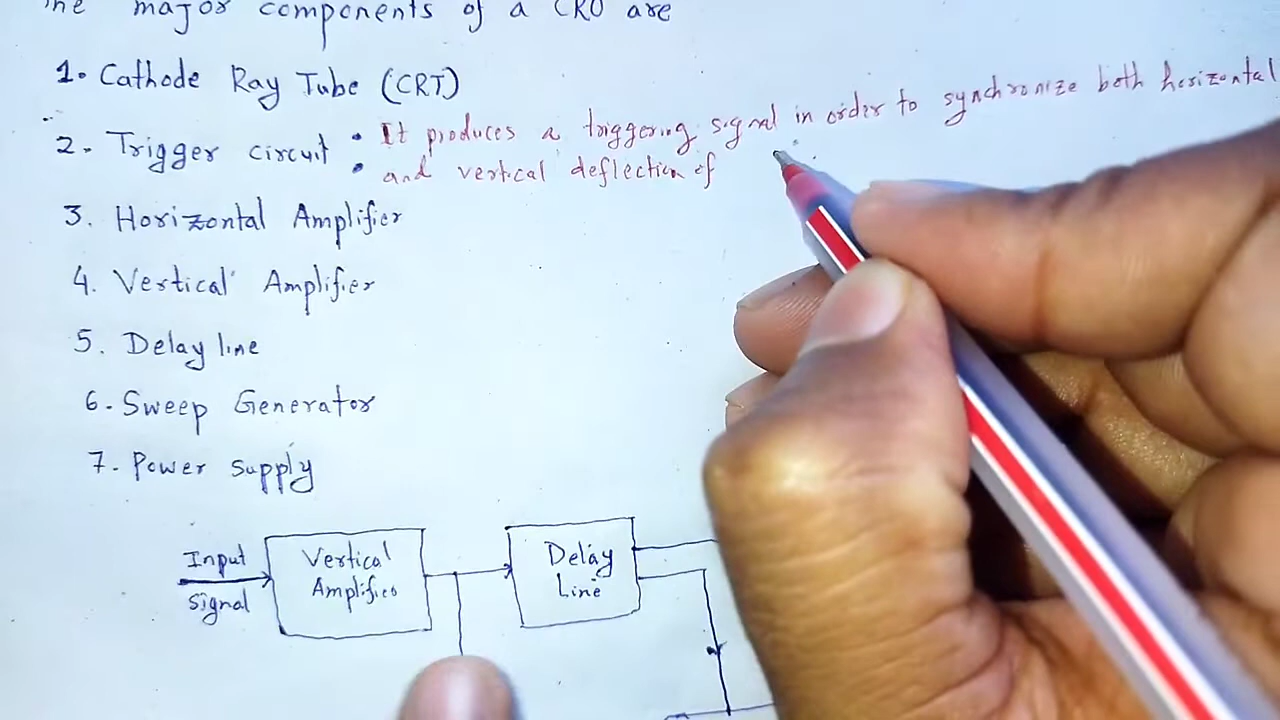 The major components of a CRO are
1. Cathode Ray Tube (CRT)
2. Trigger circuit : It produces a triggering signal in order to synchronize both horizontal
and vertical deflection of
3. Horizontal Amplifier
4. Vertical Amplifier
5. Delay line
6. Sweep Generator
7. Power supply
Input
signal
Vertical
Amplifier
Delay
Line